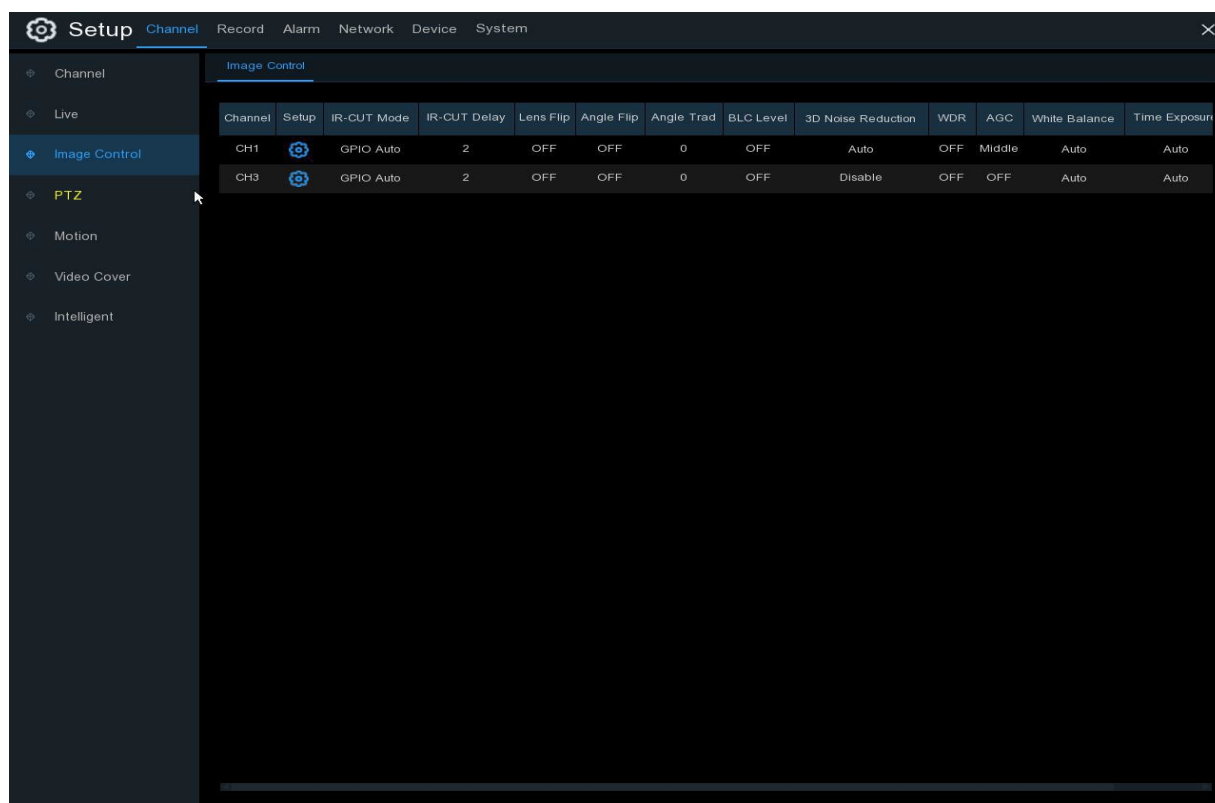 Setup Channel Record Alarm Network Device System
Channel
Live
Image Control
PTZ
Motion
Video Cover
Intelligent
Image Control
Channel Setup IR-CUT Mode IR-CUT Delay Lens Flip Angle Flip Angle Trad BLC Level 3D Noise Reduction WDR AGC White Balance Time Exposure
CH1 GPIO Auto 2 OFF OFF 0 OFF Auto OFF Middle Auto Auto
CH3 GPIO Auto 2 OFF OFF 0 OFF Disable OFF OFF Auto Auto